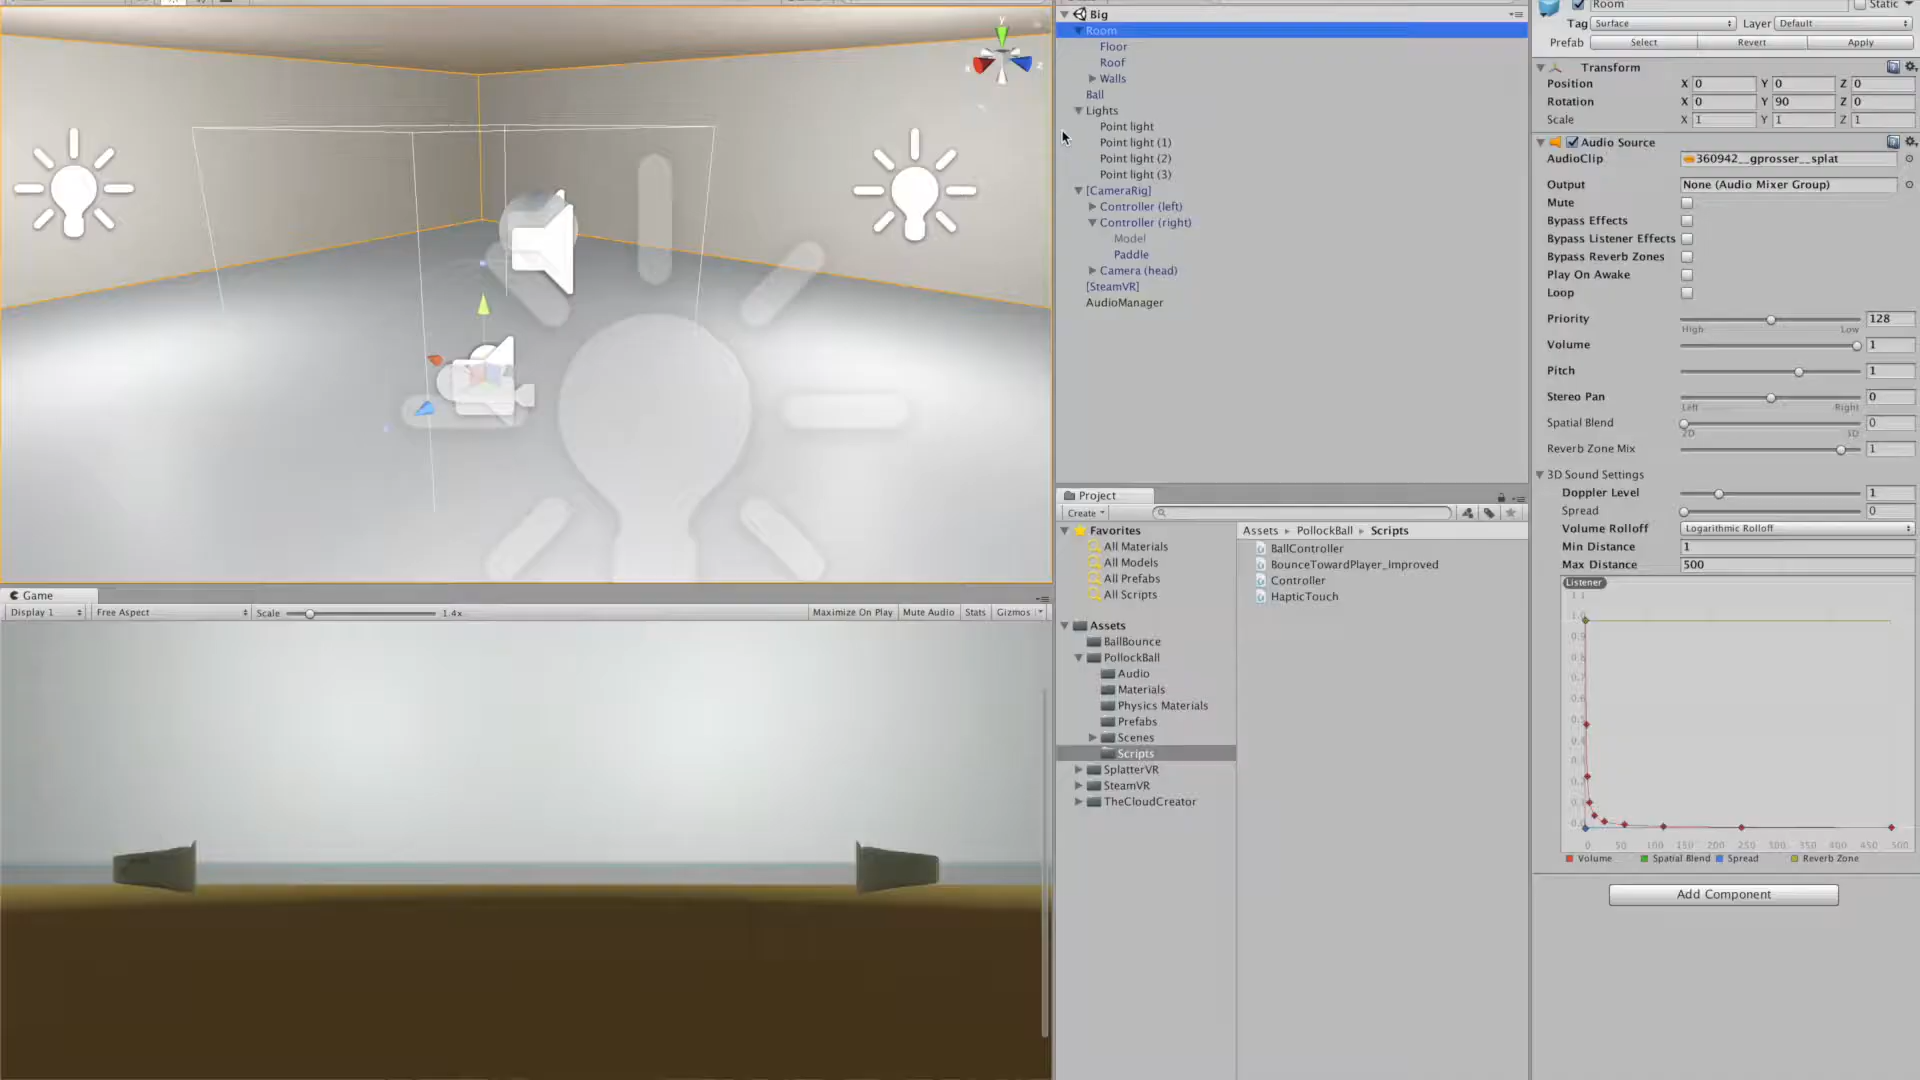 y
x
z
Big
Room
Floor
Roof
Walls
Ball
Lights
Point light
Point light (1)
Point light (2)
Point light (3)
[CameraRig]
Controller (left)
Controller (right)
Model
Paddle
Camera (head)
[SteamVR]
AudioManager
Project
Create
Favorites
All Materials
All Models
All Prefabs
All Scripts
Assets
BallBounce
PollockBall
Audio
Materials
Physics Materials
Prefabs
Scenes
Scripts
SplatterVR
SteamVR
TheCloudCreator
Assets PollockBall Scripts
BallController
BounceTowardPlayer_Improved
Controller
HapticTouch
Room Static
Tag Surface Layer Default
Prefab Select Revert Apply
Transform
Position X 0 Y 0 Z 0
Rotation X 0 Y 90 Z 0
Scale X 1 Y 1 Z 1
Audio Source
AudioClip 360942__gprosser__splat
Output None (Audio Mixer Group)
Mute
Bypass Effects
Bypass Listener Effects
Bypass Reverb Zones
Play On Awake
Loop
Priority 128
High Low
Volume 1
Pitch 1
Stereo Pan 0
Left Right
Spatial Blend 0
2D 3D
Reverb Zone Mix 1
3D Sound Settings
Doppler Level 1
Spread 0
Volume Rolloff Logarithmic Rolloff
Min Distance 1
Max Distance 500
Listener
1.1
1.0
0.9
0 50 100 150 200 250 300 350 400 450 500
Volume Spatial Blend Spread Reverb Zone
Add Component
Game
Display 1 Free Aspect Scale 1.4x Maximize On Play Mute Audio Stats Gizmos